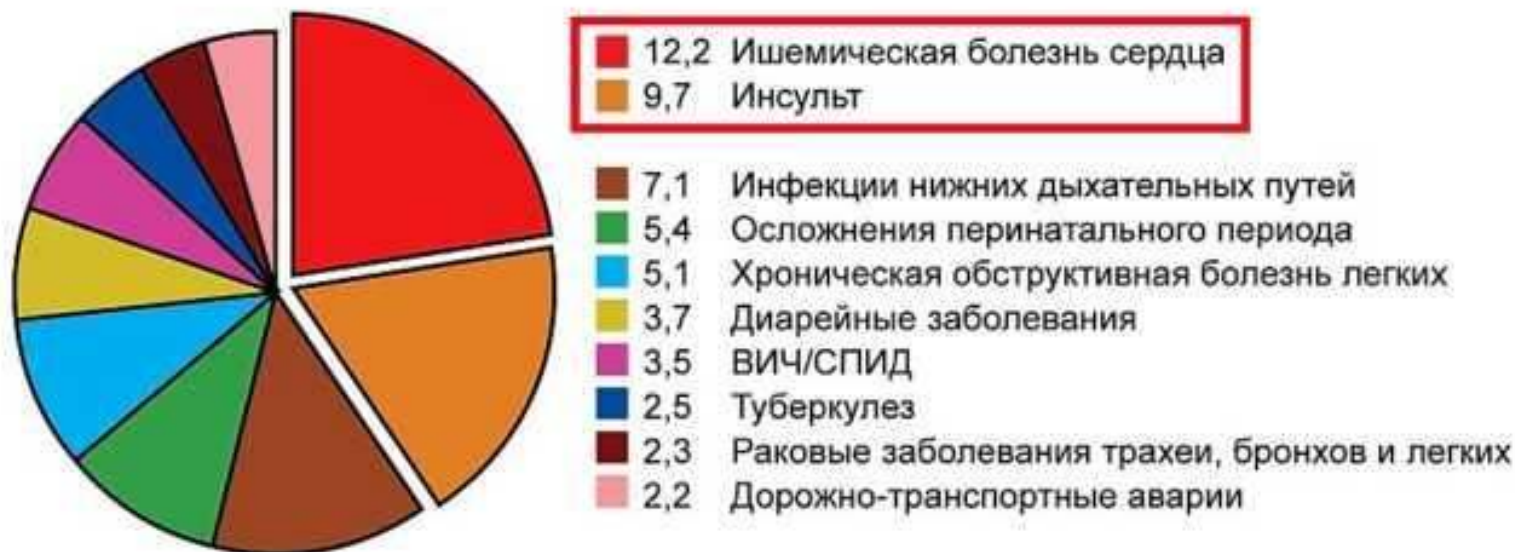 12,2 Ишемическая болезнь сердца
9,7 Инсульт
7,1 Инфекции нижних дыхательных путей
5,4 Осложнения перинатального периода
5,1 Хроническая обструктивная болезнь легких
3,7 Диарейные заболевания
3,5 ВИЧ/СПИД
2,5 Туберкулез
2,3 Раковые заболевания трахеи, бронхов и легких
2,2 Дорожно-транспортные аварии